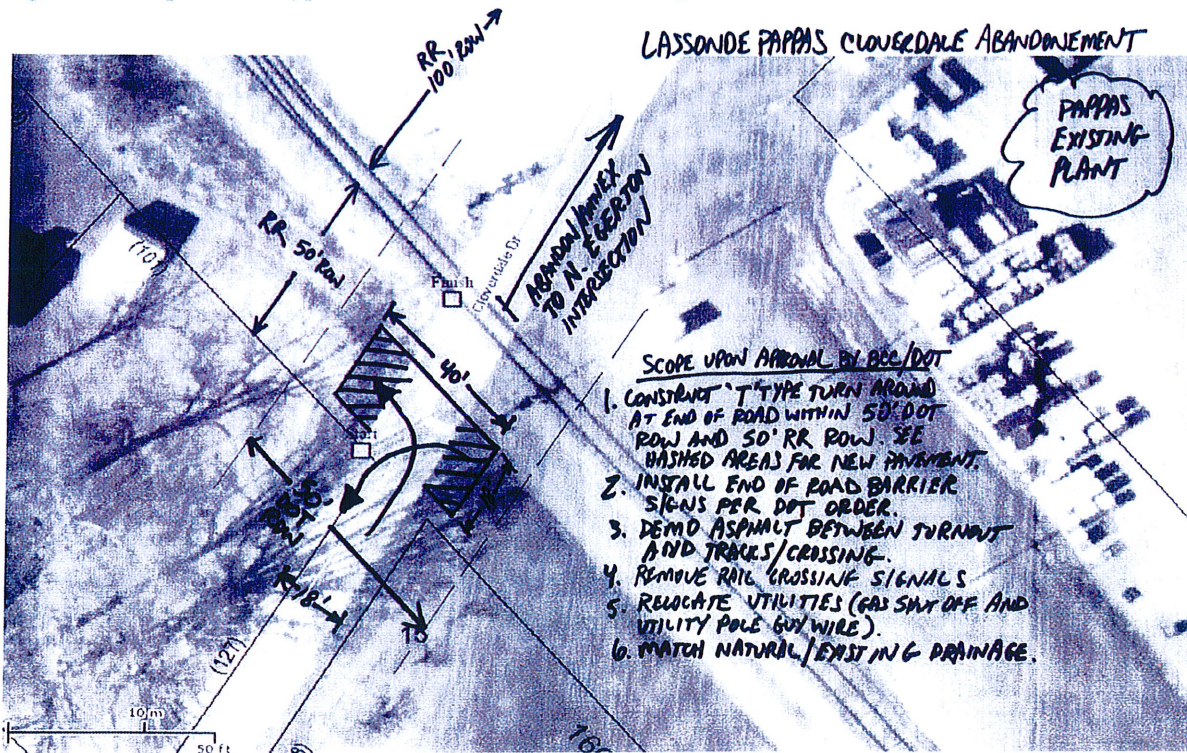 LASSONDE PAPPAS CLOVERDALE ABANDONEMENT
RR
100' ROW
PAPPAS
EXISTING
PLANT
RR 50' ROW
ABANDON/ANNEX
TO N. EGERTON
INTERSECTION
Cloverdale Dr
Finish
40'
SCOPE UPON APPROVAL BY BCC/DOT
1. CONSTRUCT 'T' TYPE TURN AROUND
AT END OF ROAD WITHIN 50' DOT
ROW AND 50' RR ROW. SEE
HASHED AREAS FOR NEW PAVEMENT.
2. INSTALL END OF ROAD BARRIER
SIGNS PER DOT ORDER.
3. DEMO ASPHALT BETWEEN TURNOUT
AND TRACKS/CROSSING.
4. REMOVE RAIL CROSSING SIGNALS
5. RELOCATE UTILITIES (GAS SHUT OFF AND
UTILITY POLE GUY WIRE).
6. MATCH NATURAL/EXISTING DRAINAGE.
Start
18'
(127)
10 m
50 ft